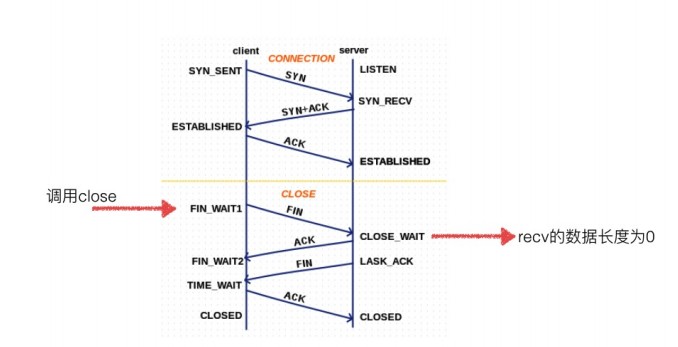 client
server
CONNECTION
SYN_SENT
LISTEN
SYN
SYN_RECV
SYN+ACK
ESTABLISHED
ACK
ESTABLISHED
CLOSE
调用close
FIN_WAIT1
FIN
CLOSE_WAIT
recv的数据长度为0
ACK
FIN_WAIT2
LASK_ACK
FIN
TIME_WAIT
ACK
CLOSED
CLOSED